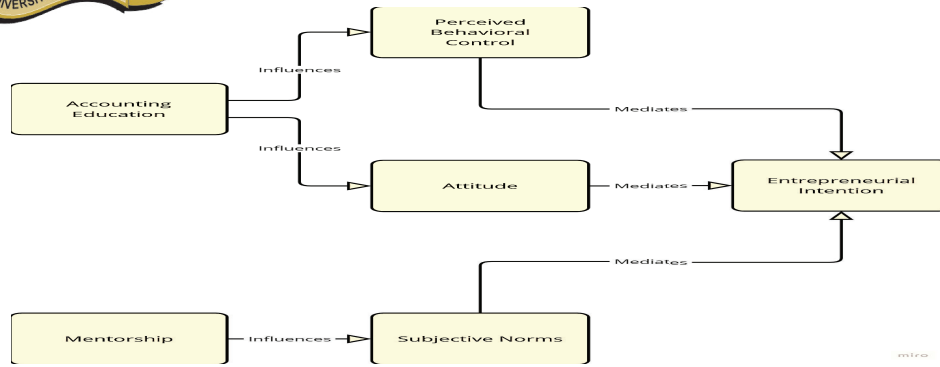 Perceived
Behavioral
Control
Influences
Accounting
Education
Mediates
Influences
Attitude
Mediates
Entrepreneurial
Intention
Mediates
Mentorship
Influences
Subjective Norms
miro